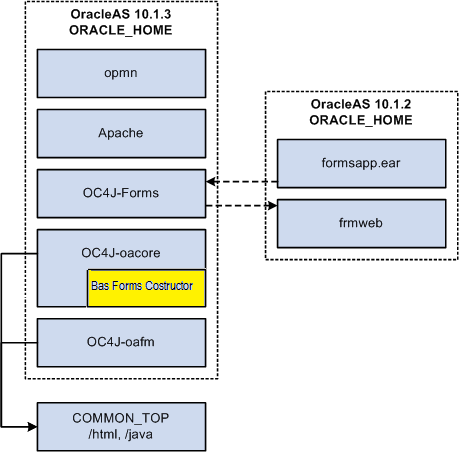 OracleAS 10.1.3
ORACLE_HOME
opmn
Apache
OC4J-Forms
OC4J-oacore
Bas Forms Costructor
OC4J-oafm
COMMON_TOP
/html, /java
OracleAS 10.1.2
ORACLE_HOME
formsapp.ear
frmweb